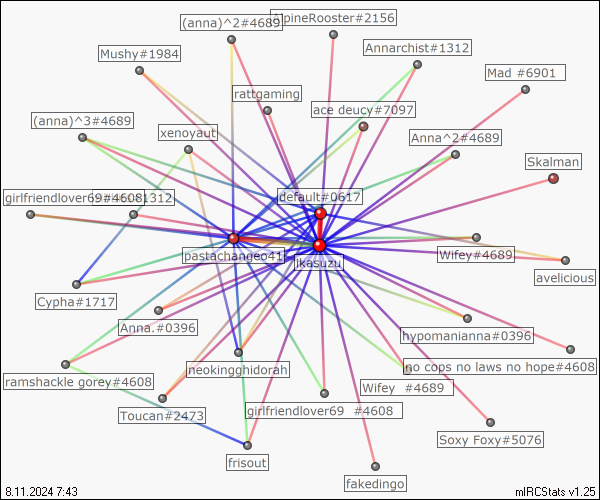 (anna)^2#4689
lpineRooster#2156
Annarchist#1312
Mushy#1984
Mad #6901
rattgaming
ace deucy#7097
(anna)^3#4689
xenoyaut
Anna^2#4689
Skalman
default#0617
girlfriendlover69#4608
1312
pastachangeo41
jkasuzu
Wifey#4689
avelicious
Cypha#1717
Anna.#0396
hypomanianna#0396
neokingghidorah
no cops no laws no hope#4608
ramshackle gorey#4608
Wifey #4689
Toucan#2473
girlfriendlover69 #4608
Soxy Foxy#5076
frisout
fakedingo
8.11.2024 7:43
mIRCStats v1.25